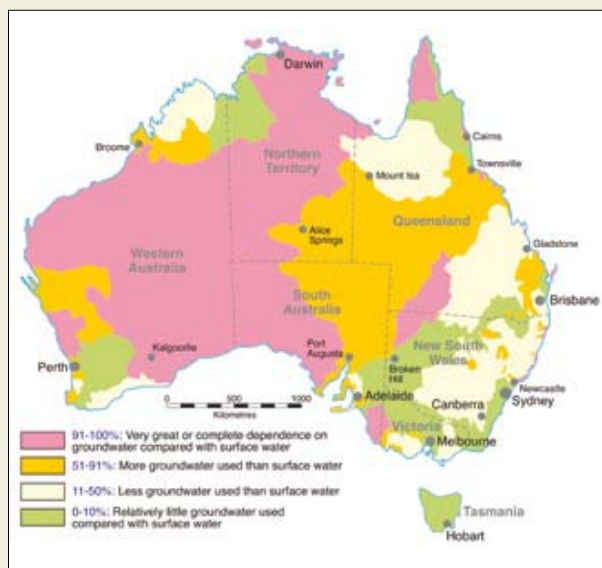 Darwin
Cairns
Broome
Northern
Territory
Mount Isa
Townsville
Queensland
Alice
Springs
Gladstone
Western
Australia
Brisbane
South
Australia
Kalgoorlie
Port
Augusta
New South
Wales
Broken
Hill
Perth
Newcastle
Adelaide
Sydney
Canberra
0 500 1000
Kilometres
Victoria
Melbourne
91-100%: Very great or complete dependence on
groundwater compared with surface water
51-91%: More groundwater used than surface water
11-50%: Less groundwater used than surface water
0-10%: Relatively little groundwater used
compared with surface water
Tasmania
Hobart